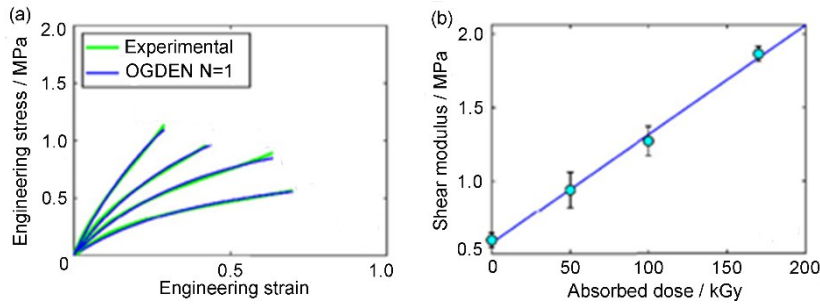 (a)
Engineering stress / MPa
2.0
1.5
1.0
0.5
0
0.5
1.0
Engineering strain
Experimental
OGDEN N=1
(b)
Shear modulus / MPa
2.0
1.5
1.0
0.5
0
50
100
150
200
Absorbed dose / kGy